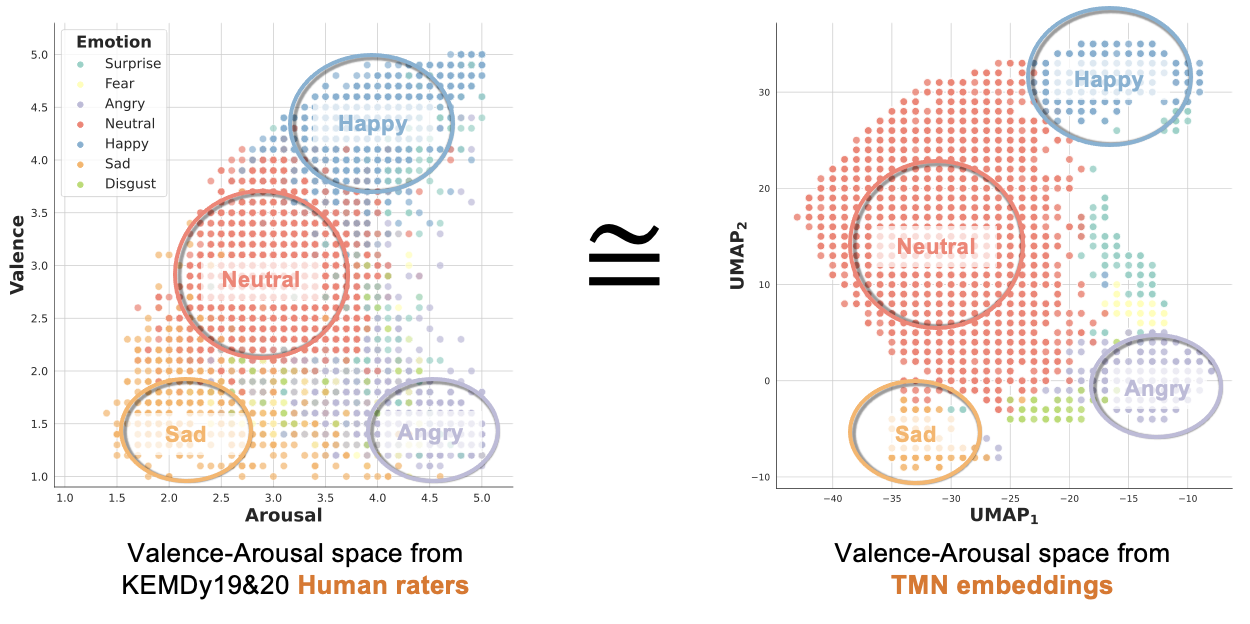 Emotion
Surprise
Fear
Angry
Neutral
Happy
Sad
Disgust
Valence
5.0
4.5
4.0
3.5
3.0
2.5
2.0
1.5
1.0
Happy
Neutral
Sad
Angry
1.0 1.5 2.0 2.5 3.0 3.5 4.0 4.5 5.0
Arousal
Valence-Arousal space from
KEMDy19&20 Human raters
≊
UMAP₂
30
20
10
0
−10
Happy
Neutral
Sad
Angry
−40 −35 −30 −25 −20 −15 −10
UMAP₁
Valence-Arousal space from
TMN embeddings